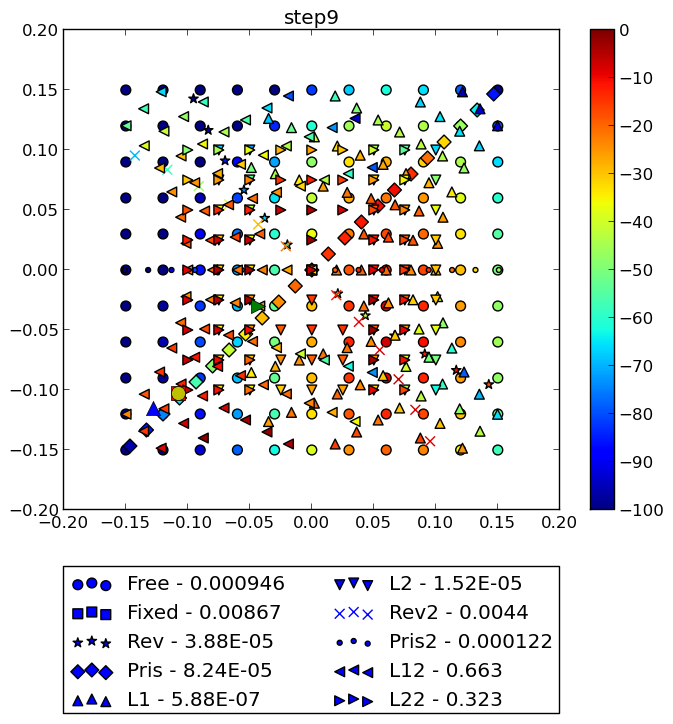 step9
0.20
0.15
0.10
0.05
0.00
−0.05
−0.10
−0.15
−0.20
−0.20 −0.15 −0.10 −0.05 0.00 0.05 0.10 0.15 0.20
0
−10
−20
−30
−40
−50
−60
−70
−80
−90
−100
Free - 0.000946
Fixed - 0.00867
Rev - 3.88E-05
Pris - 8.24E-05
L1 - 5.88E-07
L2 - 1.52E-05
Rev2 - 0.0044
Pris2 - 0.000122
L12 - 0.663
L22 - 0.323